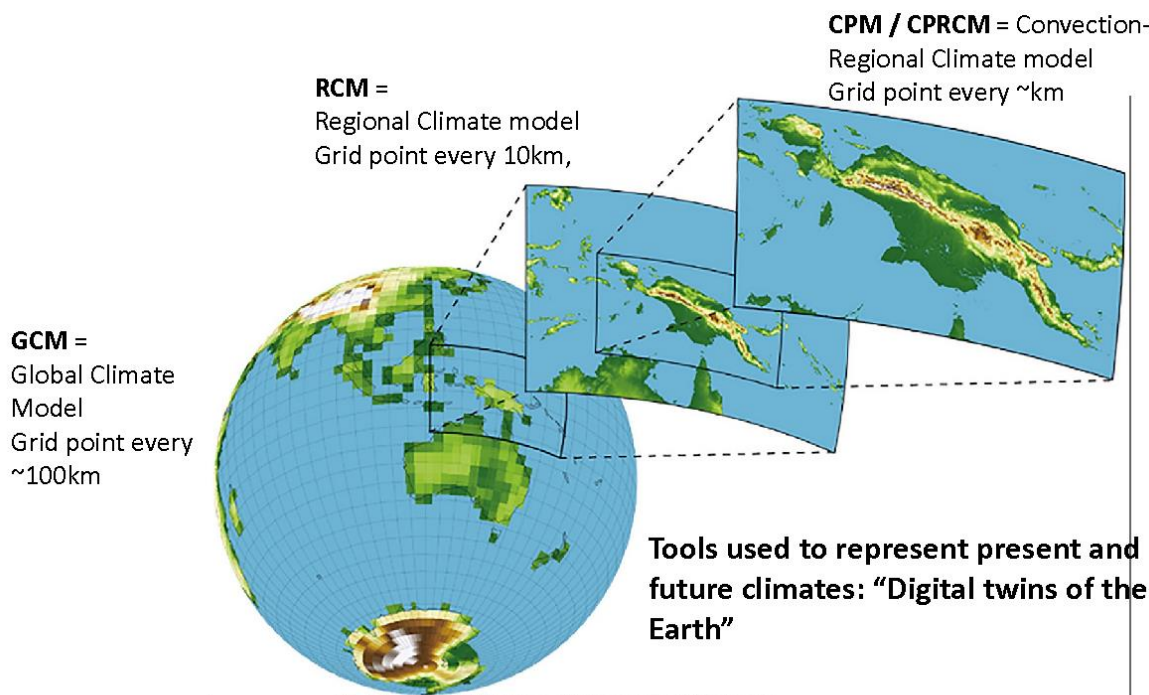 CPM / CPRCM = Convection-
Regional Climate model
Grid point every ~km
RCM =
Regional Climate model
Grid point every 10km,
GCM =
Global Climate
Model
Grid point every
~100km
Tools used to represent present and
future climates: “Digital twins of the
Earth”